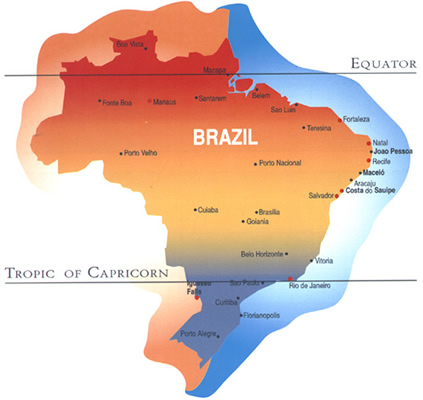 Boa Vista
EQUATOR
Macapa
Fonte Boa
Manaus
Santarem
Belem
Sao Luis
Fortaleza
Teresina
BRAZIL
Natal
Joao Pessoa
Recife
Porto Velho
Porto Nacional
Maceió
Aracaju
Costa do Sauipe
Salvador
Cuiaba
Brasilia
Goiania
Belo Horizonte
Vitoria
TROPIC OF CAPRICORN
Iguassu
Falls
Sao Paulo
Rio de Janeiro
Curitiba
Florianopolis
Porto Alegre